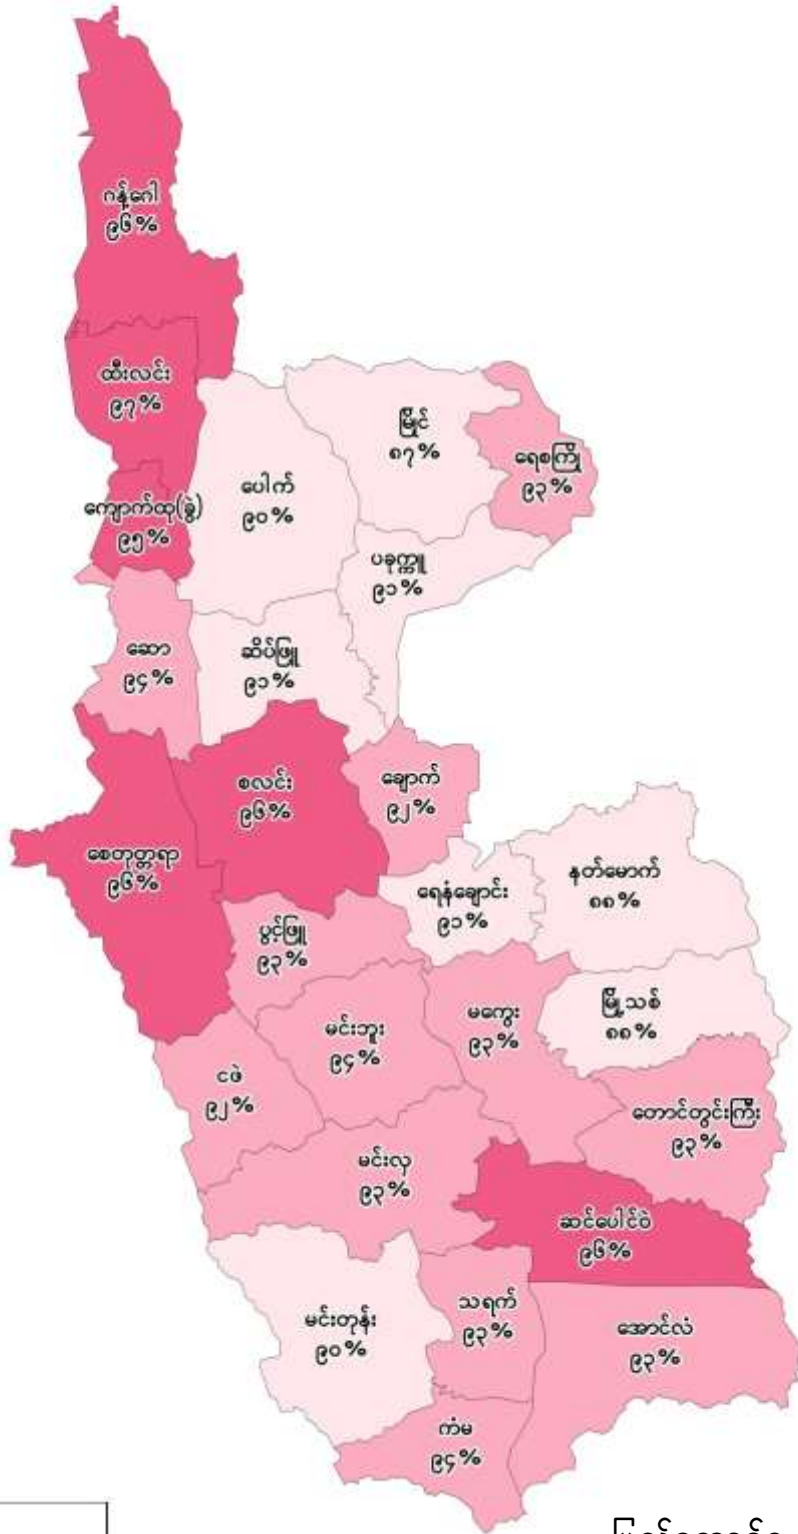 ဂန့်ဂေါ
၉၆%
ထီးလင်း
၉၇%
မြိုင်
၈၇%
ရေစကြို
၉၃%
ပေါက်
၉၀%
ကျောက်ထု(ခွဲ)
၉၅%
ပခုက္ကူ
၉၁%
ဆော
၉၄%
ဆိပ်ဖြူ
၉၁%
စလင်း
၉၆%
ချောက်
၉၂%
စေတုတ္တရာ
၉၆%
ရေနံချောင်း
၉၁%
နတ်မောက်
၈၈%
ပွင့်ဖြူ
၉၃%
မင်းဘူး
၉၄%
မကွေး
၉၃%
မြို့သစ်
၈၈%
ငဖဲ
၉၂%
တောင်တွင်းကြီး
၉၃%
မင်းလှ
၉၃%
ဆင်ပေါင်ဝဲ
၉၆%
မင်းတုန်း
၉၀%
သရက်
၉၃%
အောင်လံ
၉၃%
ကံမ
၉၄%